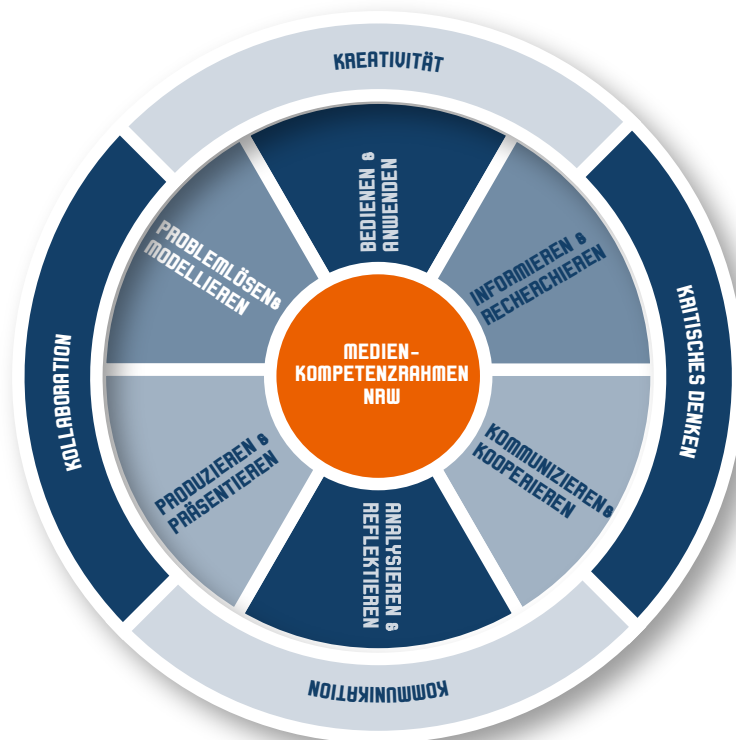 KREATIVITÄT
BEDIENEN &
ANWENDEN
INFORMIEREN &
RECHERCHIEREN
PROBLEMLÖSEN&
MODELLIEREN
KRITISCHES DENKEN
KOLLABORATION
MEDIEN-
KOMPETENZRAHMEN
NRW
PRODUZIEREN &
PRÄSENTIEREN
KOMMUNIZIEREN&
KOOPERIEREN
ANALYSIEREN &
REFLEKTIEREN
KOMMUNIKATION